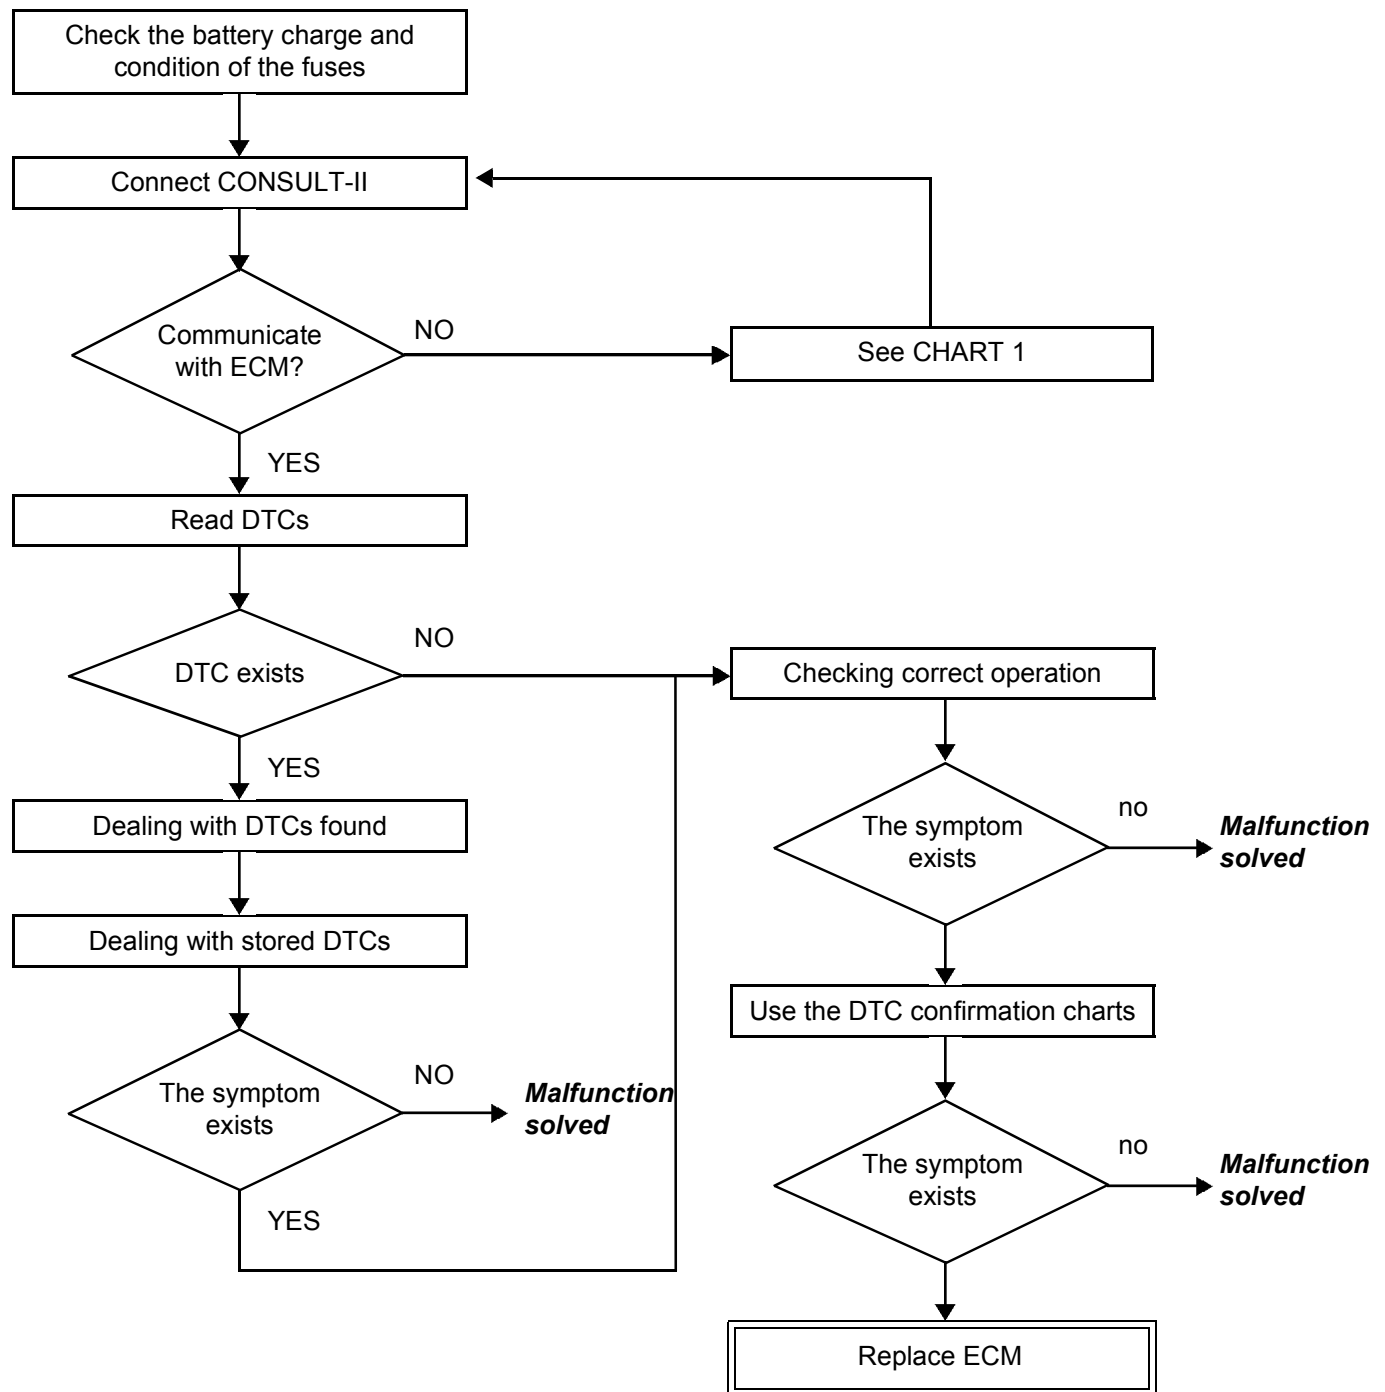 Check the battery charge and
condition of the fuses
Connect CONSULT-II
Communicate
with ECM?
NO
See CHART 1
YES
Read DTCs
DTC exists
NO
Checking correct operation
YES
Dealing with DTCs found
The symptom
exists
no
Malfunction
solved
Dealing with stored DTCs
Use the DTC confirmation charts
The symptom
exists
NO
Malfunction
solved
YES
The symptom
exists
no
Malfunction
solved
Replace ECM